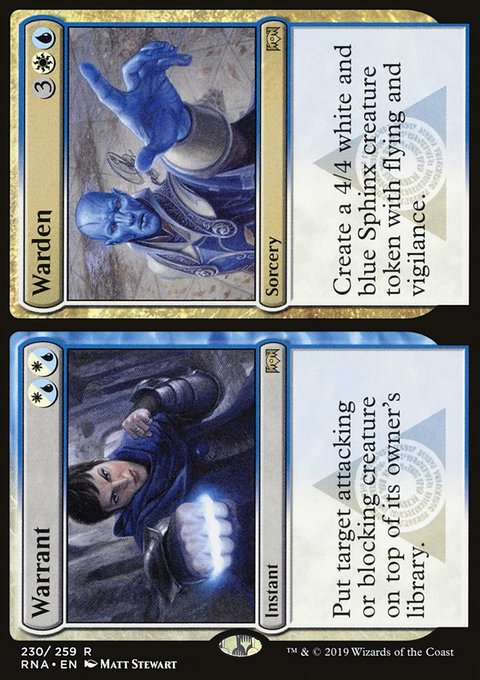 Warrant
Instant
Put target attacking
or blocking creature
on top of its owner's
library.
Warden
3
Sorcery
Create a 4/4 white and
blue Sphinx creature
token with flying and
vigilance.
230/259 R
RNA • EN Matt Stewart
™ & © 2019 Wizards of the Coast